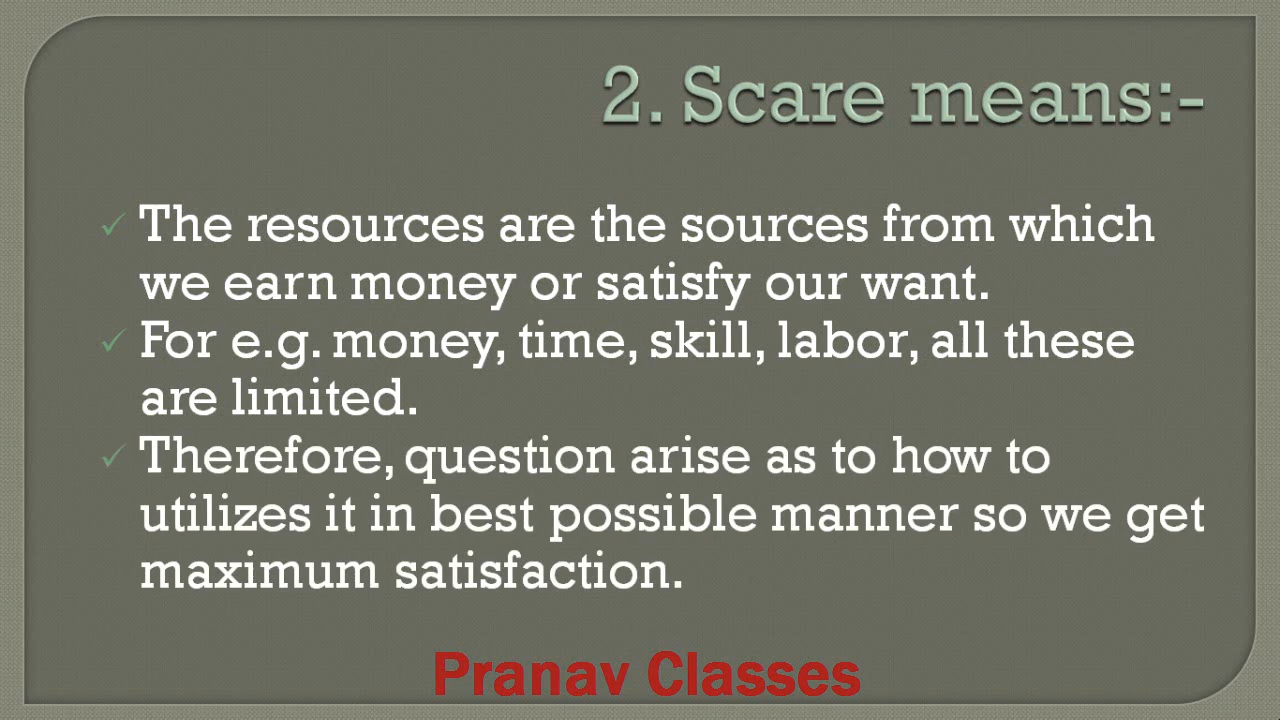 2. Scare means:-
The resources are the sources from which
we earn money or satisfy our want.
For e.g. money, time, skill, labor, all these
are limited.
Therefore, question arise as to how to
utilizes it in best possible manner so we get
maximum satisfaction.
Pranav Classes